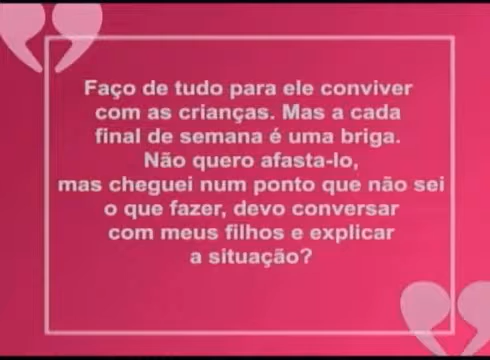 Faço de tudo para ele conviver
com as crianças. Mas a cada
final de semana é uma briga.
Não quero afasta-lo,
mas cheguei num ponto que não sei
o que fazer, devo conversar
com meus filhos e explicar
a situação?